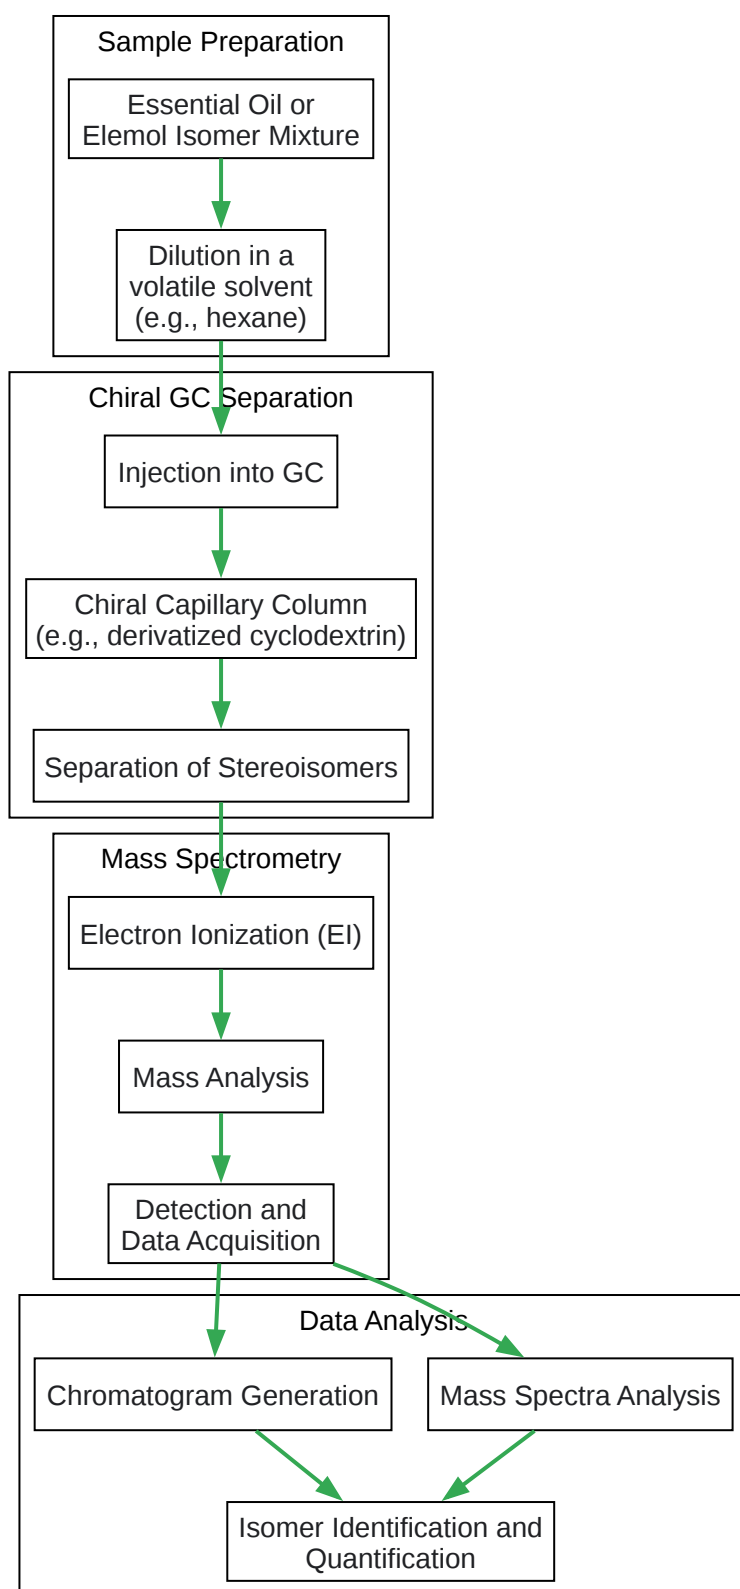 Sample Preparation
Essential Oil or
Elemol Isomer Mixture
Dilution in a
volatile solvent
(e.g., hexane)
Chiral GC Separation
Injection into GC
Chiral Capillary Column
(e.g., derivatized cyclodextrin)
Separation of Stereoisomers
Mass Spectrometry
Electron Ionization (EI)
Mass Analysis
Detection and
Data Acquisition
Data Analysis
Chromatogram Generation
Mass Spectra Analysis
Isomer Identification and
Quantification